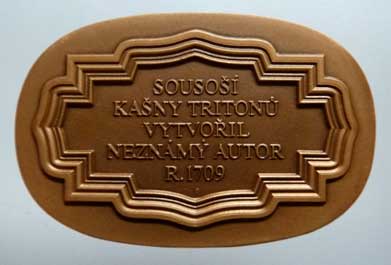 SOUSOŠÍ
KAŠNY TRITONŮ
VYTVOŘIL
NEZNÁMÝ AUTOR
R.1709